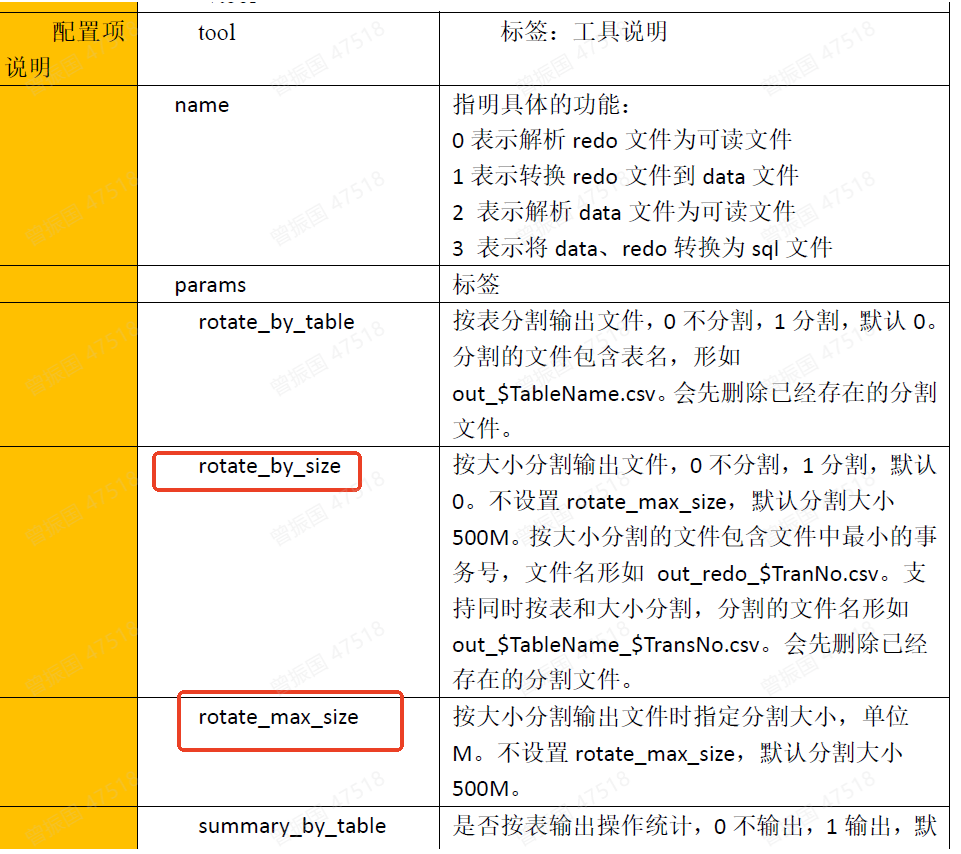 配置项
说明
tool
标签：工具说明
name
指明具体的功能：
0 表示解析 redo 文件为可读文件
1 表示转换 redo 文件到 data 文件
2 表示解析 data 文件为可读文件
3 表示将 data、redo 转换为 sql 文件
params
标签
rotate_by_table
按表分割输出文件，0 不分割，1 分割，默认 0。
分割的文件包含表名，形如
out_$TableName.csv。会先删除已经存在的分割
文件。
rotate_by_size
按大小分割输出文件，0 不分割，1 分割，默认
0。不设置 rotate_max_size，默认分割大小
500M。按大小分割的文件包含文件中最小的事
务号，文件名形如 out_redo_$TranNo.csv。支
持同时按表和大小分割，分割的文件名形如
out_$TableName_$TransNo.csv。会先删除已经
存在的分割文件。
rotate_max_size
按大小分割输出文件时指定分割大小，单位
M。不设置 rotate_max_size，默认分割大小
500M。
summary_by_table
是否按表输出操作统计，0 不输出，1 输出，默
曾振国 47518